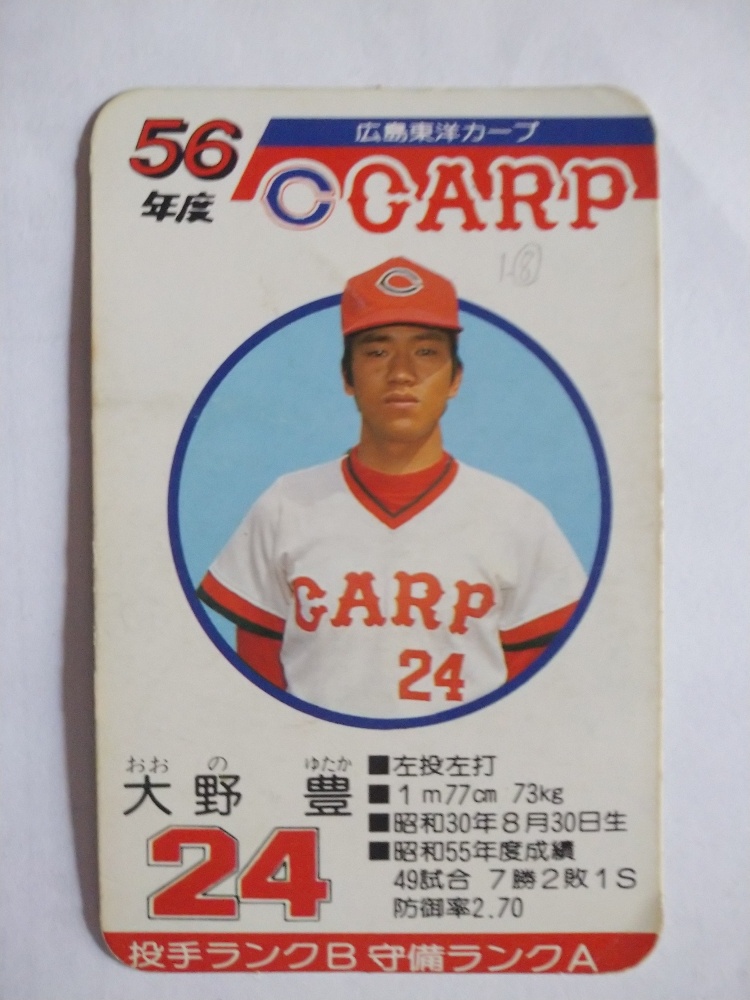 56
年度
広島東洋カープ
C CARP
1-⑧
C
CARP
24
おお の ゆたか
大野 豊
24
■左投左打
■1m77cm 73kg
■昭和30年8月30日生
■昭和55年度成績
49試合 7勝2敗1S
防御率2.70
投手ランクB 守備ランクA